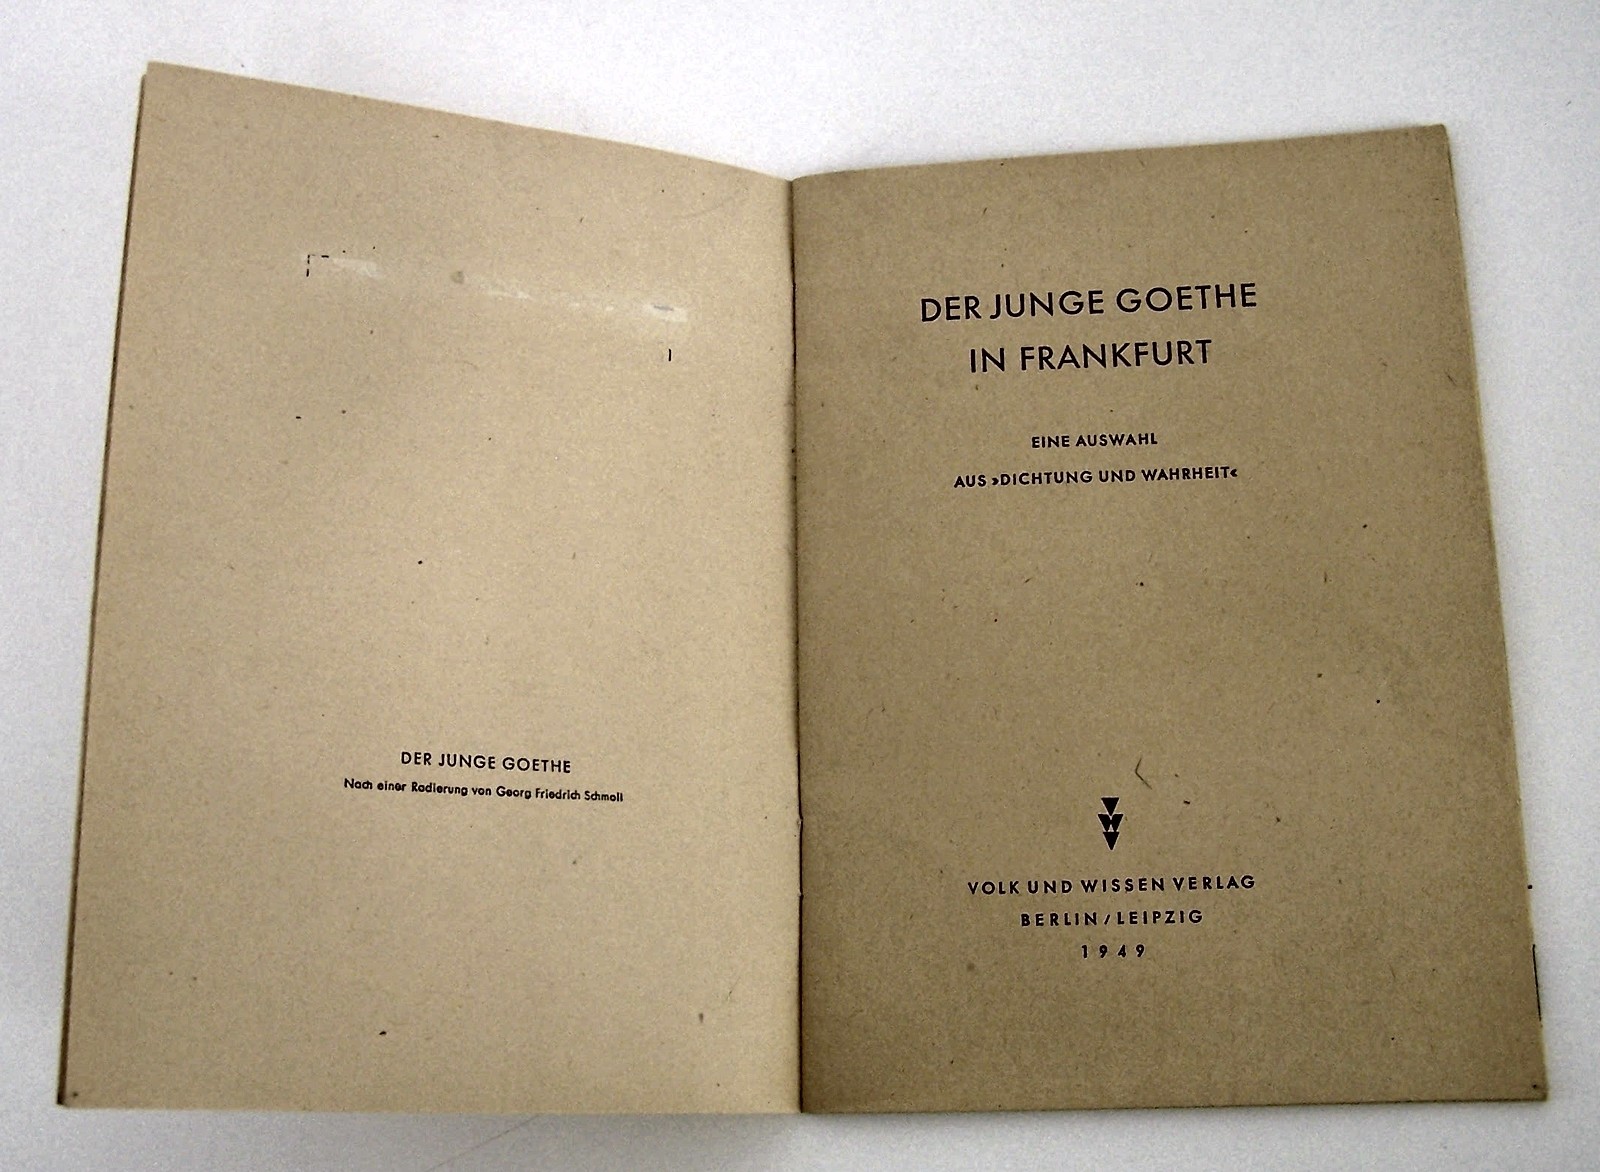 DER JUNGE GOETHE
Nach einer Radierung von Georg Friedrich Schmoll
DER JUNGE GOETHE
IN FRANKFURT
EINE AUSWAHL
AUS »DICHTUNG UND WAHRHEIT«
VWV
VOLK UND WISSEN VERLAG
BERLIN/LEIPZIG
1949